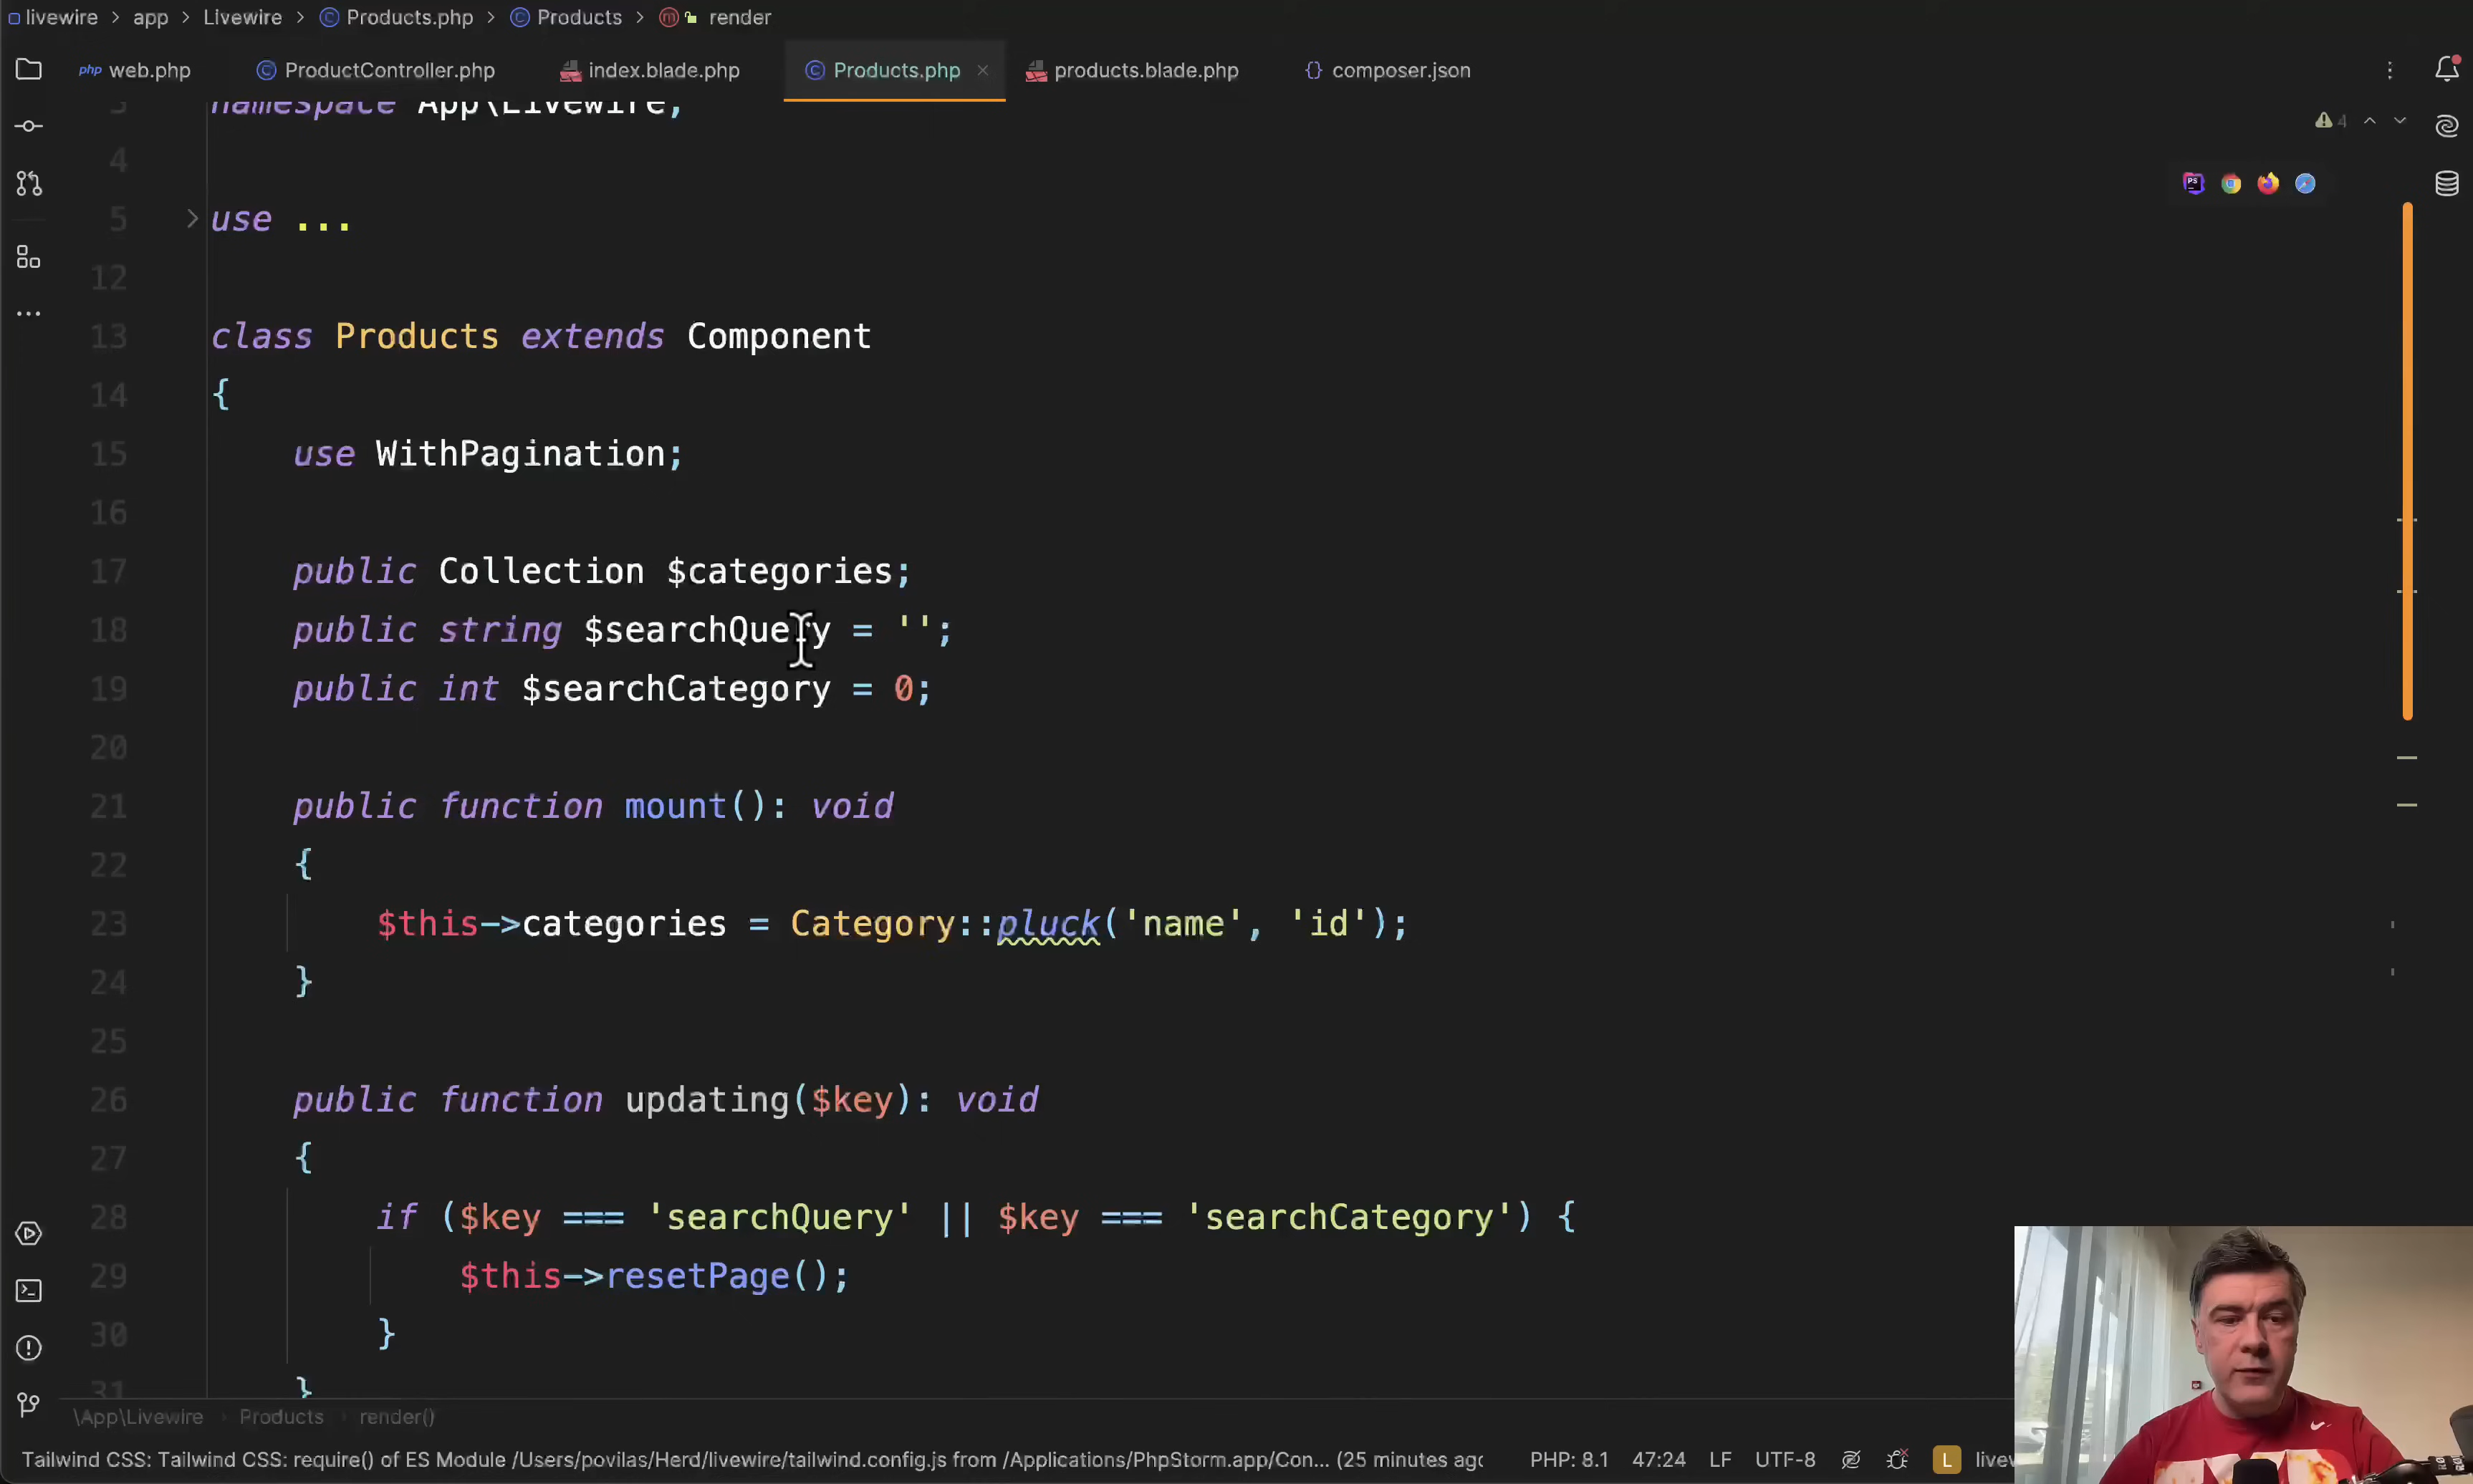 livewire > app > Livewire > Products.php > Products > render
web.php ProductController.php index.blade.php Products.php products.blade.php composer.json
3 namespace App\Livewire;
4
5 use ...
12
13 class Products extends Component
14 {
15 use WithPagination;
16
17 public Collection $categories;
18 public string $searchQuery = '';
19 public int $searchCategory = 0;
20
21 public function mount(): void
22 {
23 $this->categories = Category::pluck('name', 'id');
24 }
25
26 public function updating($key): void
27 {
28 if ($key === 'searchQuery' || $key === 'searchCategory') {
29 $this->resetPage();
30 }
31 }
4
\App\Livewire > Products > render()
Tailwind CSS: Tailwind CSS: require() of ES Module /Users/povilas/Herd/livewire/tailwind.config.js from /Applications/PhpStorm.app/Con... (25 minutes ago PHP: 8.1 47:24 LF UTF-8 L